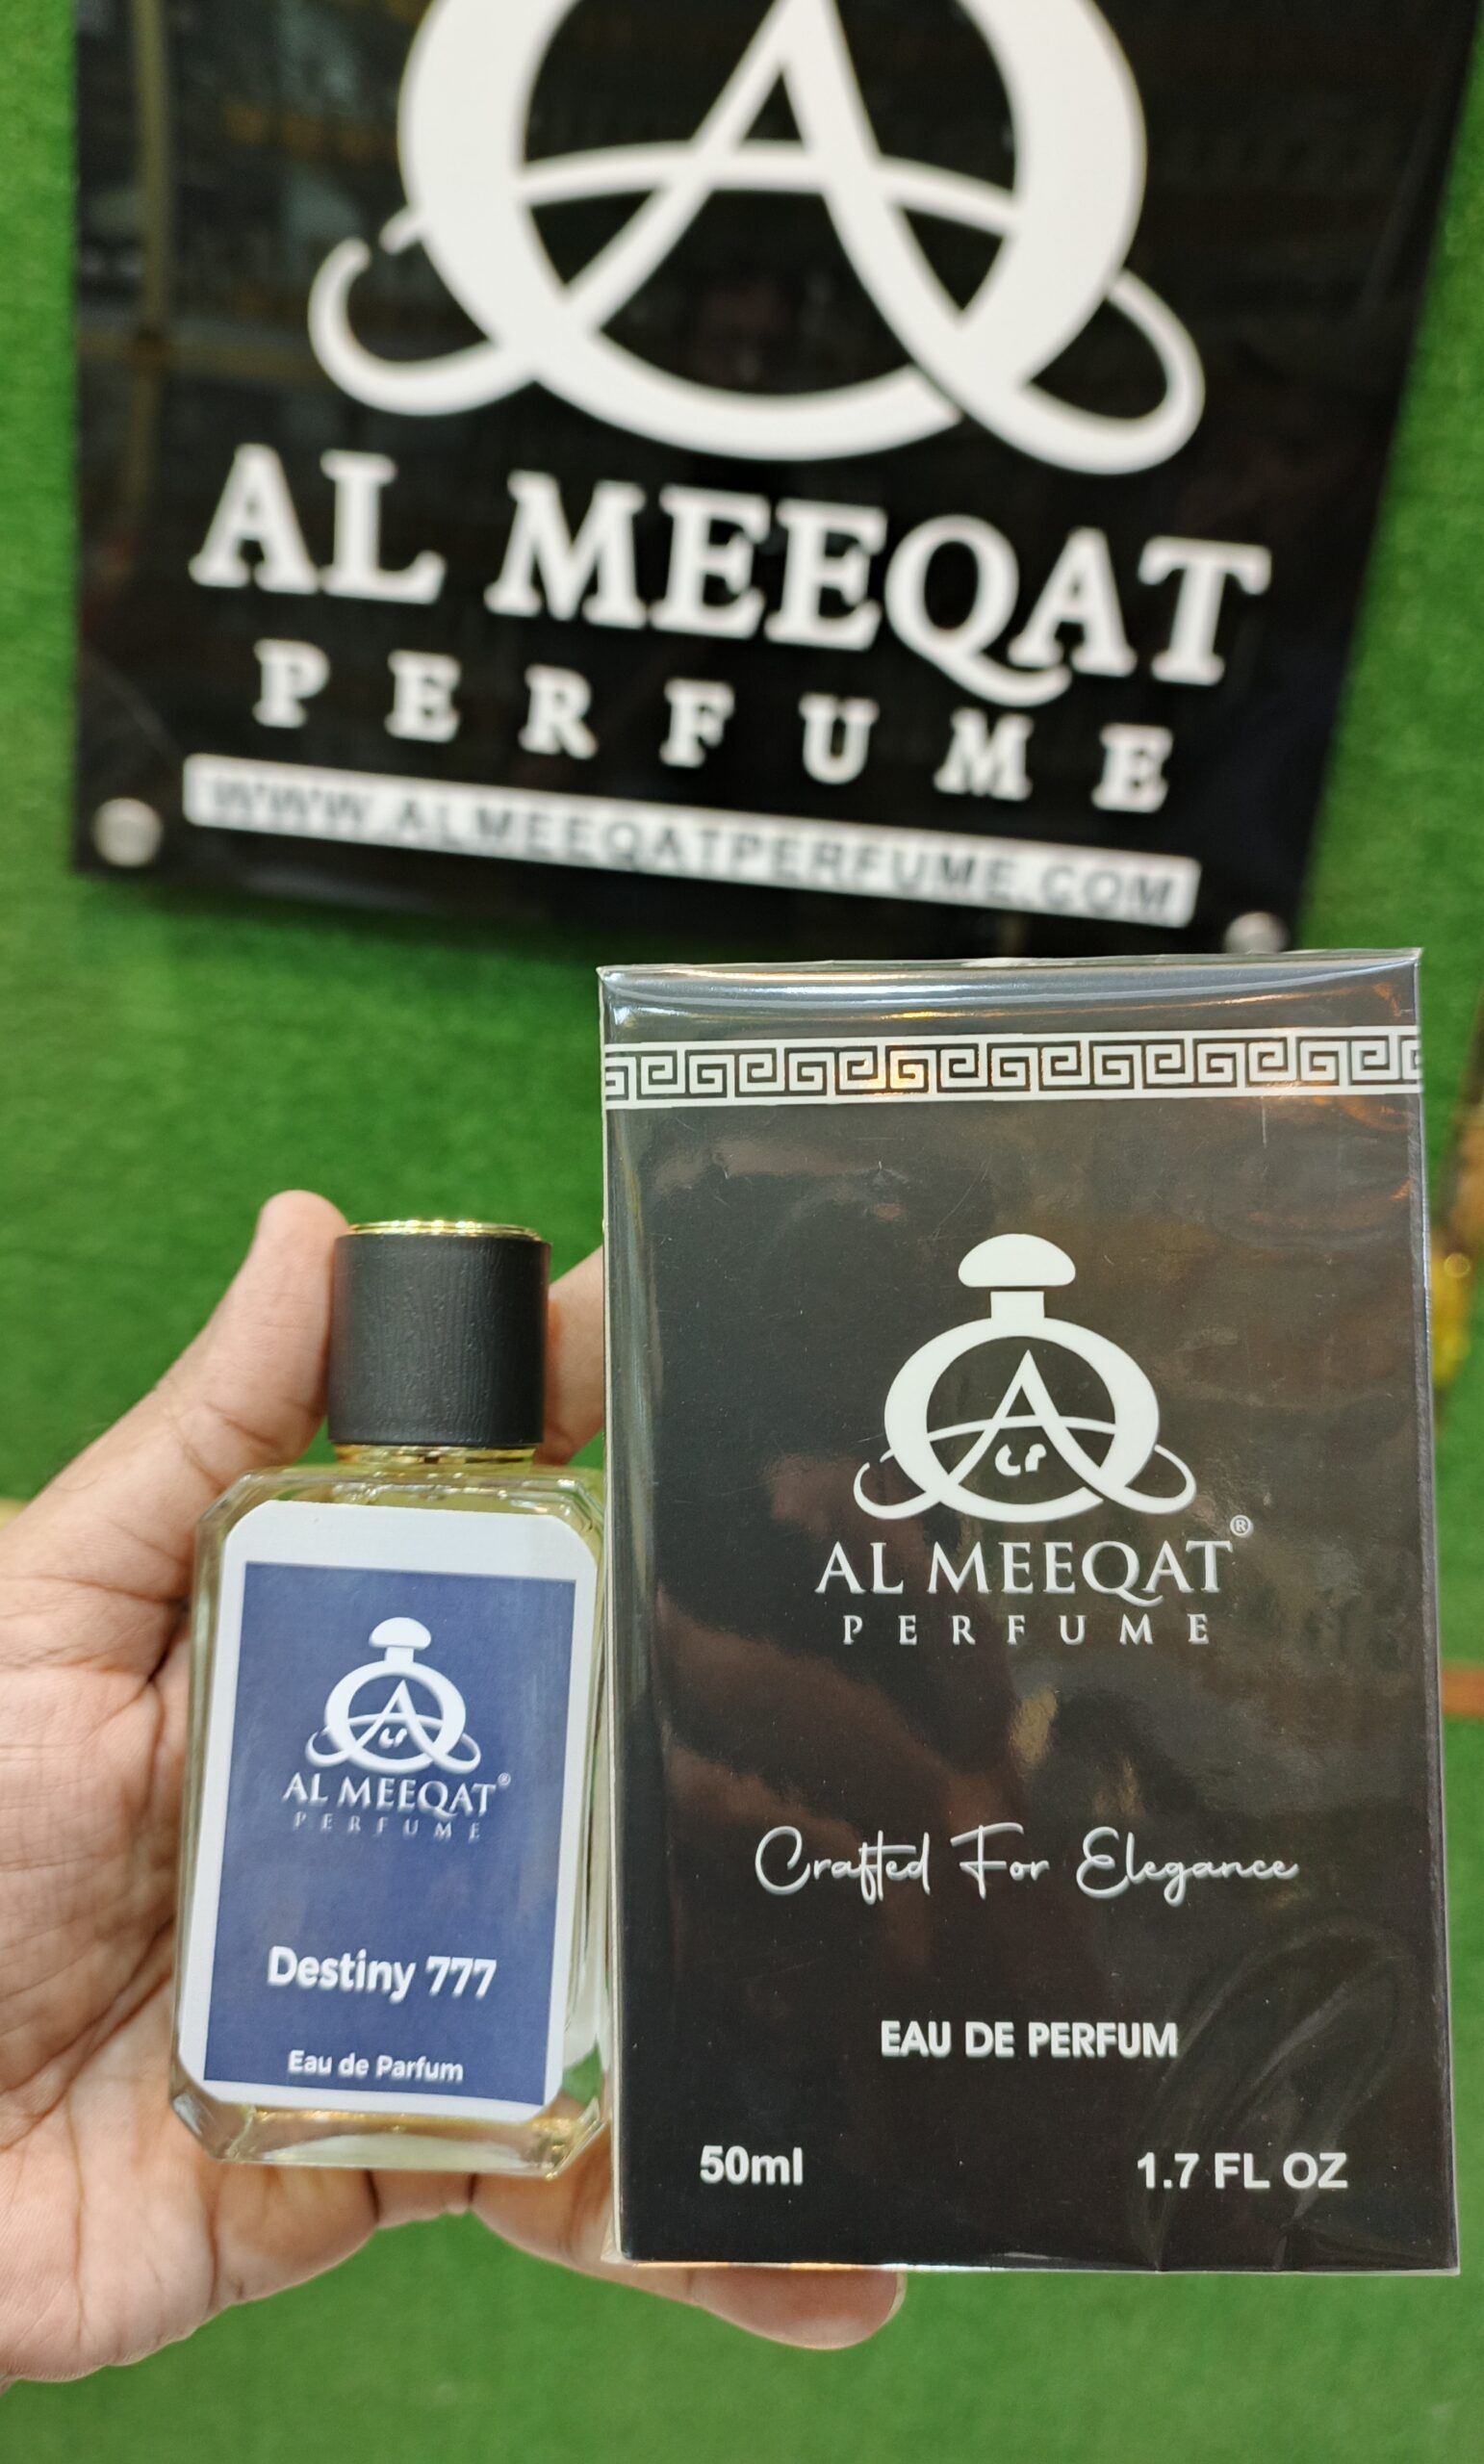 AL MEEQAT
PERFUME
WWW.ALMEEQATPERFUME.COM
AL MEEQAT®
PERFUME
Crafted For Elegance
EAU DE PERFUM
50ml 1.7 FL OZ
AL MEEQAT®
PERFUME
Destiny 777
Eau de Parfum